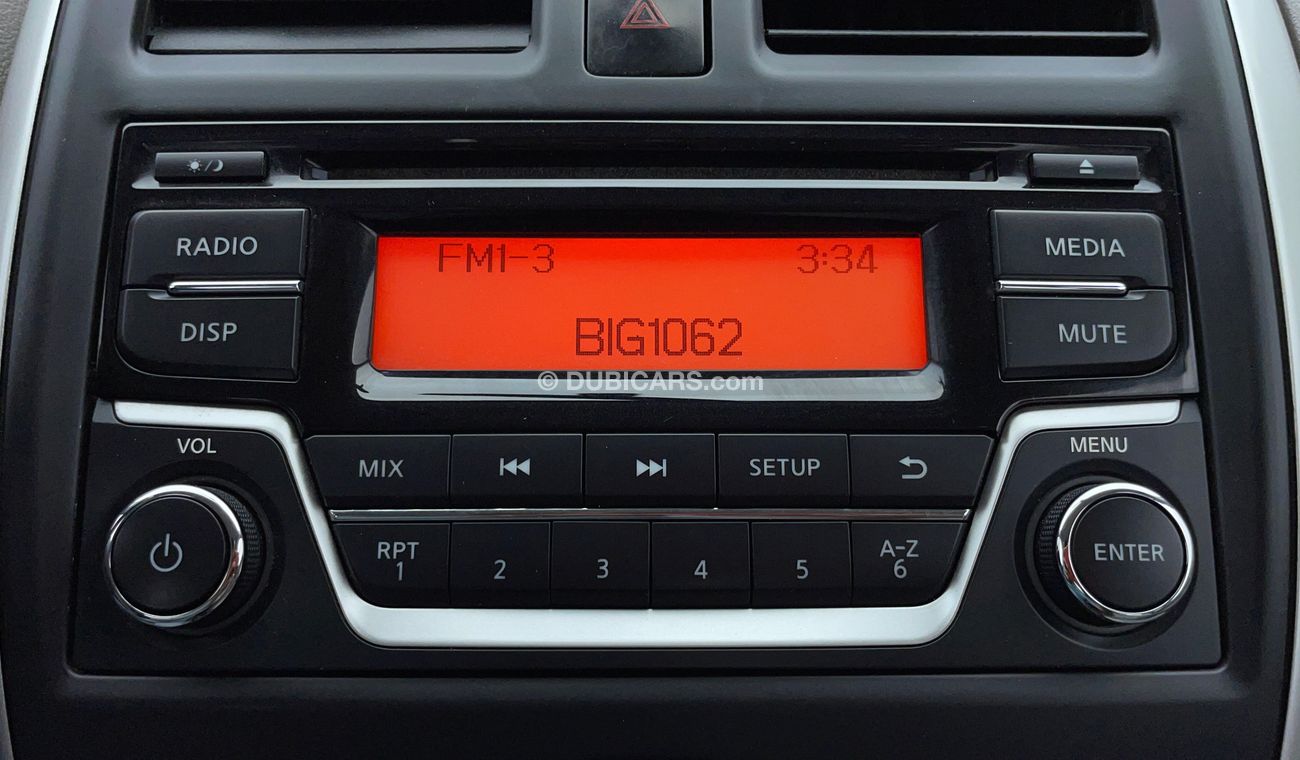 RADIO
DISP
FM1-3 3:34
BIG1062
MEDIA
MUTE
© DUBICARS.com
VOL
MENU
MIX SETUP
RPT A-Z
1 2 3 4 5 6
ENTER